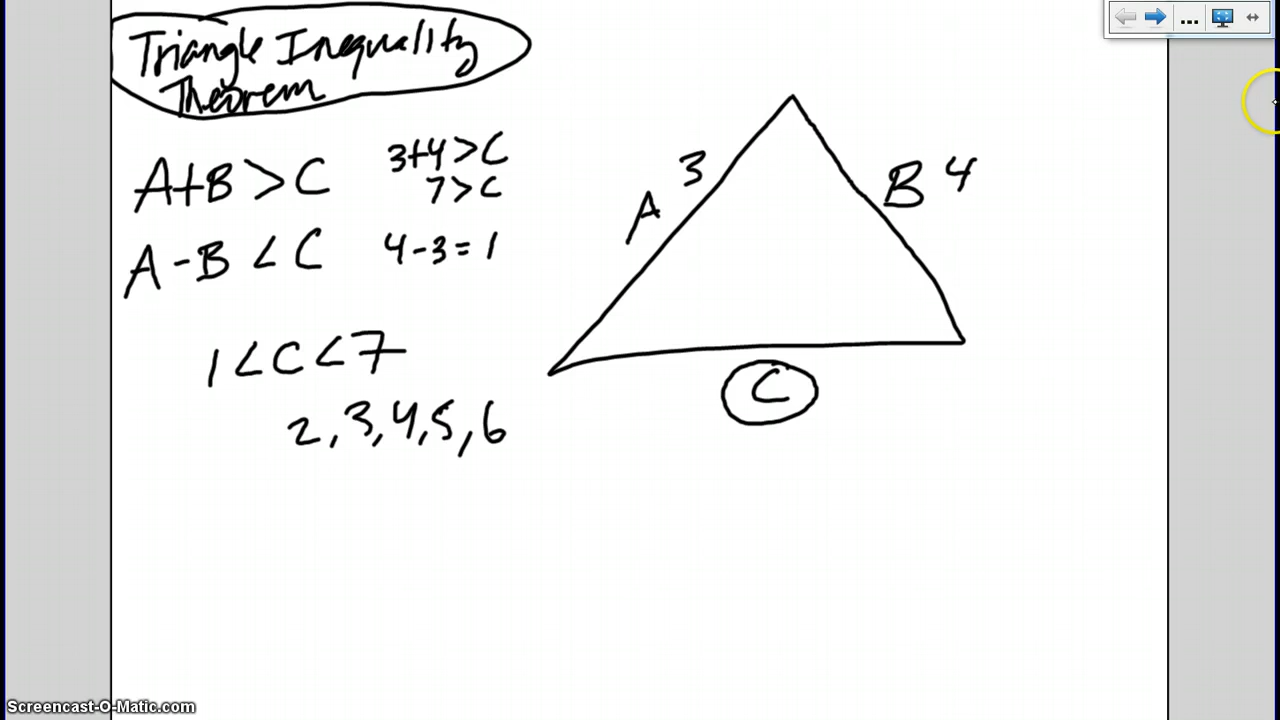 Triangle Inequality
Theorem
A+B > C
3+4 > C
7 > C
A - B < C
4 - 3 = 1
1 < C < 7
2, 3, 4, 5, 6
A 3
B 4
C
...
Screencast-O-Matic.com